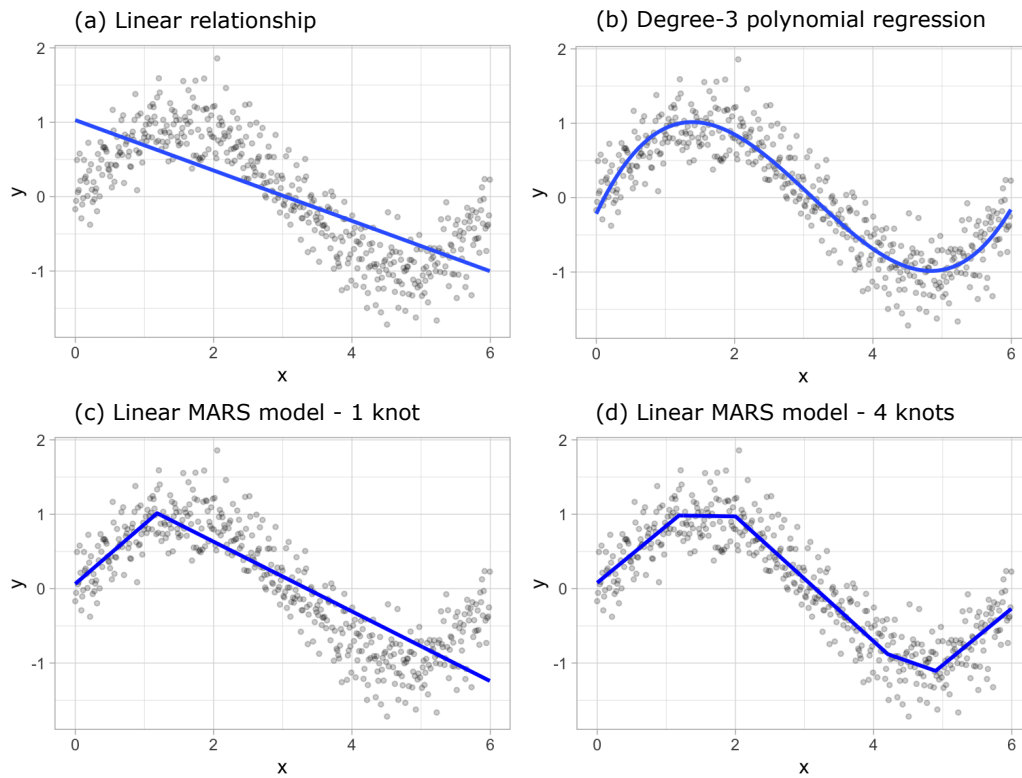 (a) Linear relationship
2
1
0
-1
y
0 2 4 6
x
(b) Degree-3 polynomial regression
2
1
0
-1
y
0 2 4 6
x
(c) Linear MARS model - 1 knot
2
1
0
-1
y
0 2 4 6
x
(d) Linear MARS model - 4 knots
2
1
0
-1
y
0 2 4 6
x